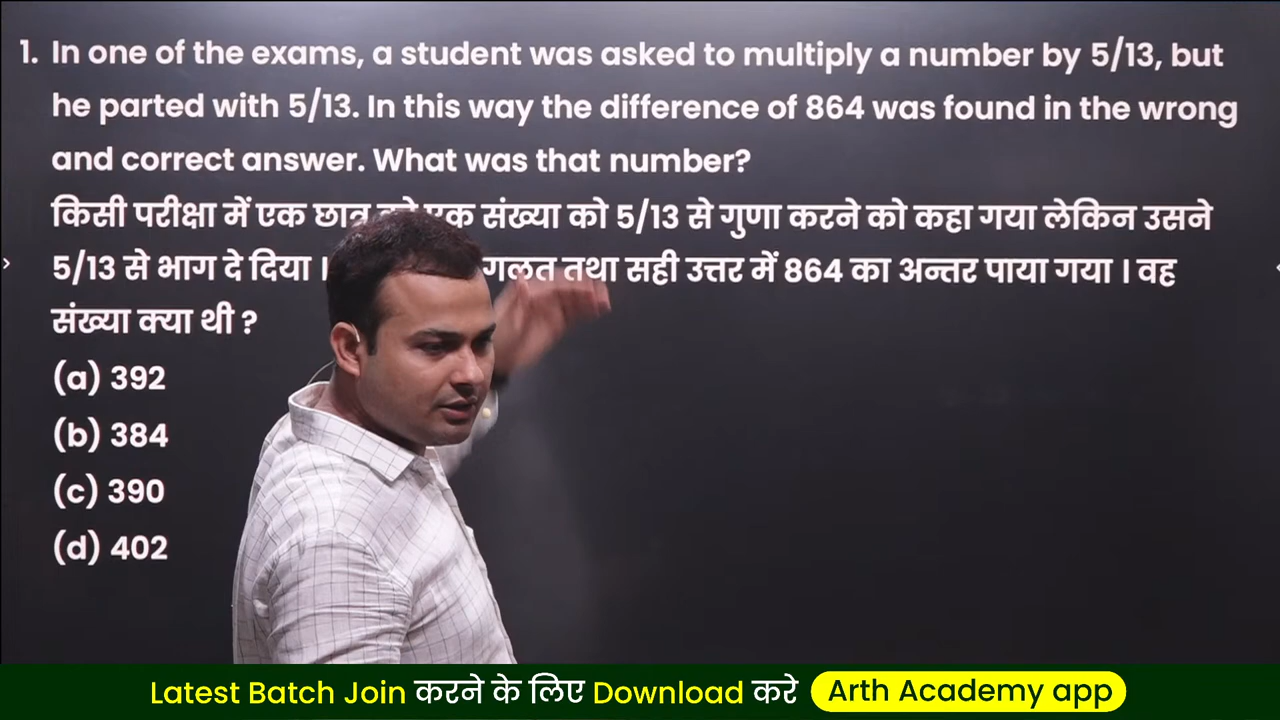 1. In one of the exams, a student was asked to multiply a number by 5/13, but
he parted with 5/13. In this way the difference of 864 was found in the wrong
and correct answer. What was that number?
किसी परीक्षा में एक छात्र को एक संख्या को 5/13 से गुणा करने को कहा गया लेकिन उसने
5/13 से भाग दे दिया । गलत तथा सही उत्तर में 864 का अन्तर पाया गया । वह
संख्या क्या थी ?
(a) 392
(b) 384
(c) 390
(d) 402
Latest Batch Join करने के लिए Download करे Arth Academy app